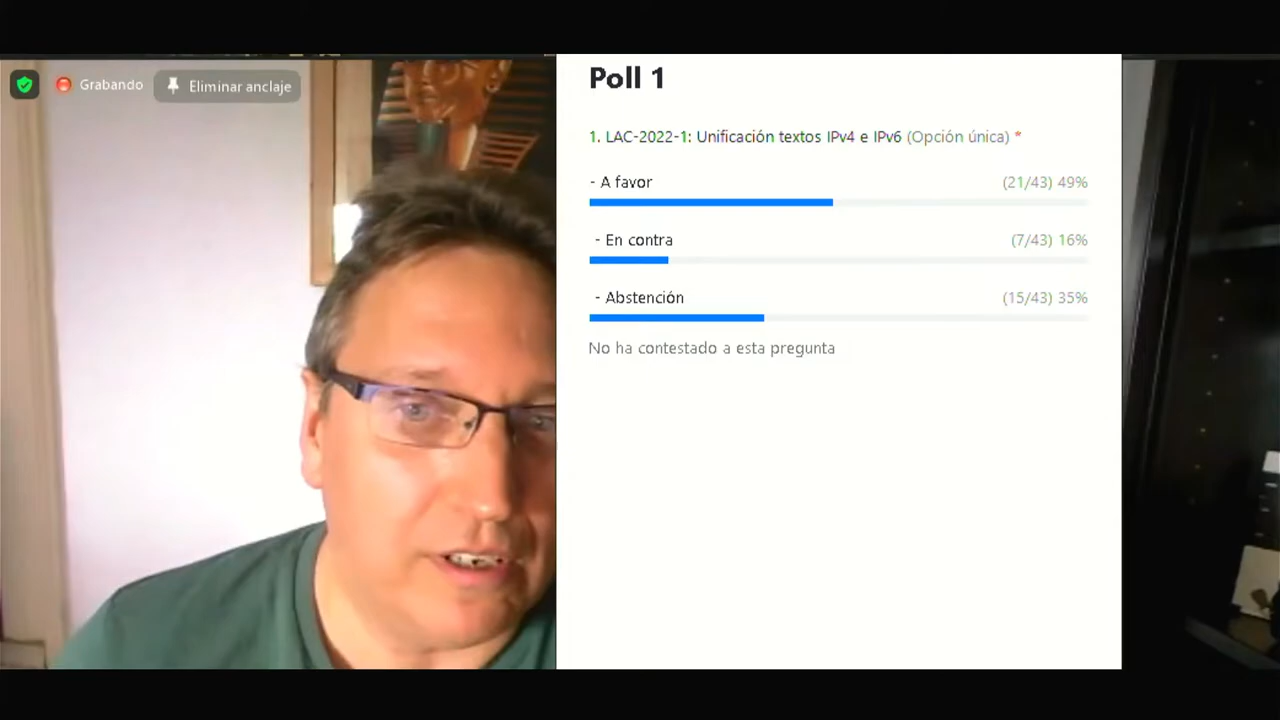 Grabando
Eliminar anclaje
Poll 1
1. LAC-2022-1: Unificación textos IPv4 e IPv6 (Opción única) *
- A favor (21/43) 49%
- En contra (7/43) 16%
- Abstención (15/43) 35%
No ha contestado a esta pregunta